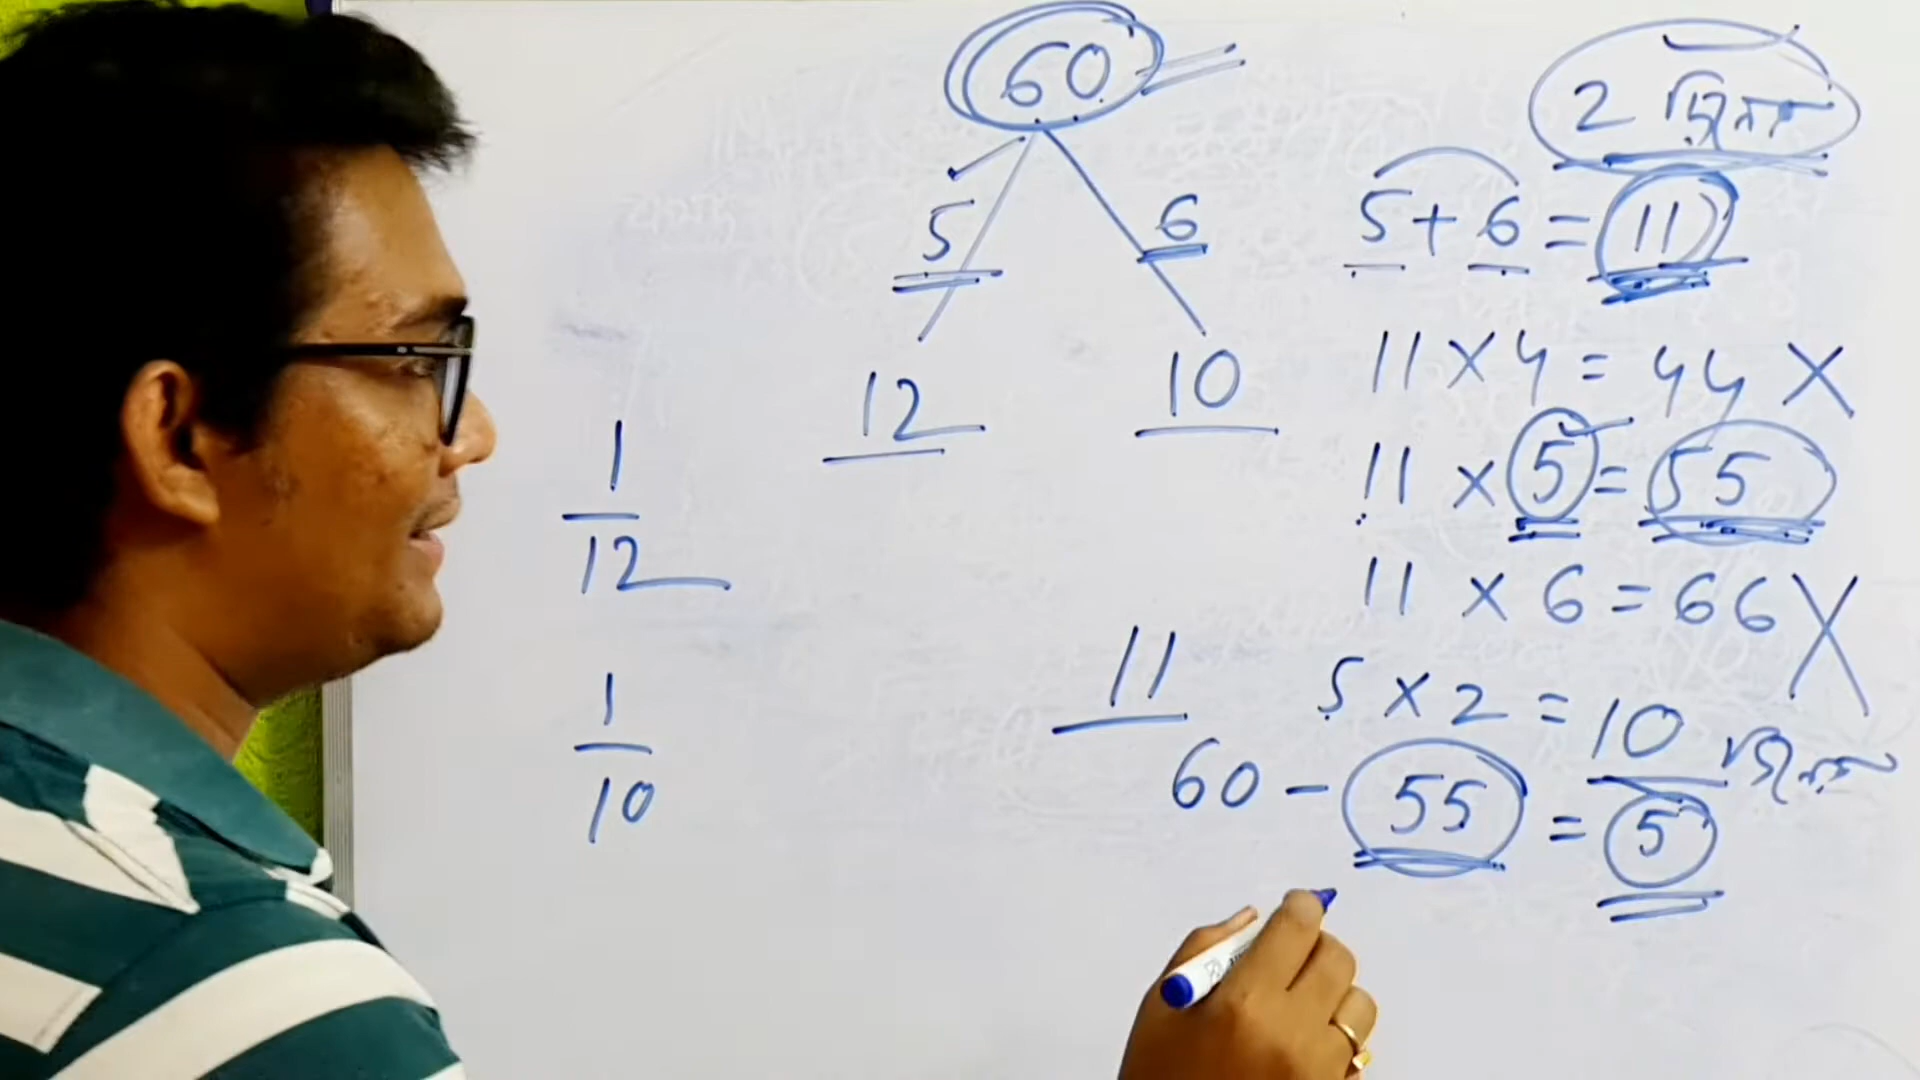 60
2
5 6
5 + 6 = 11
12 10
11 × 4 = 44 ×
11 × 5 = 55
11 × 6 = 66 ×
1
12
11
5 × 2 = 10
60 - 55 = 5
1
10